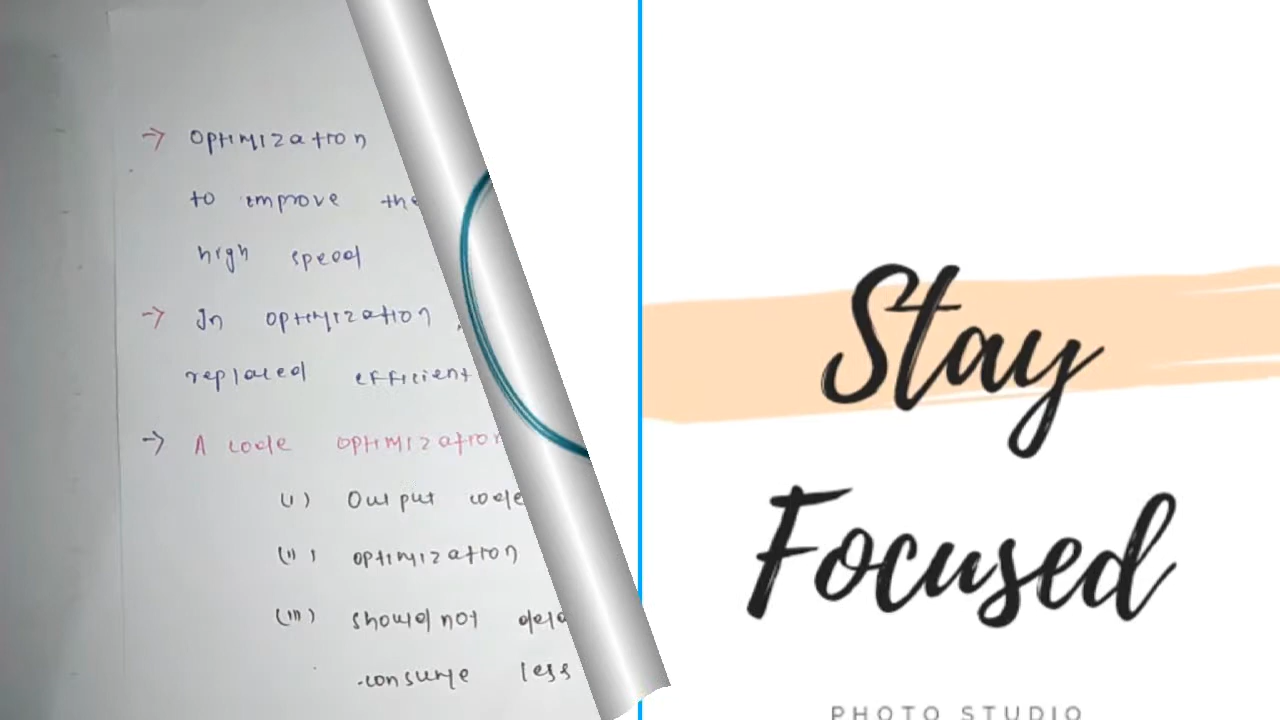 → Optimization
to improve the
high speed
→ In optimization
replaced efficient
→ A code optimization
(i) Output code
(ii) optimization
(iii) should not dela
consume less
Stay
Focused
PHOTO STUDIO